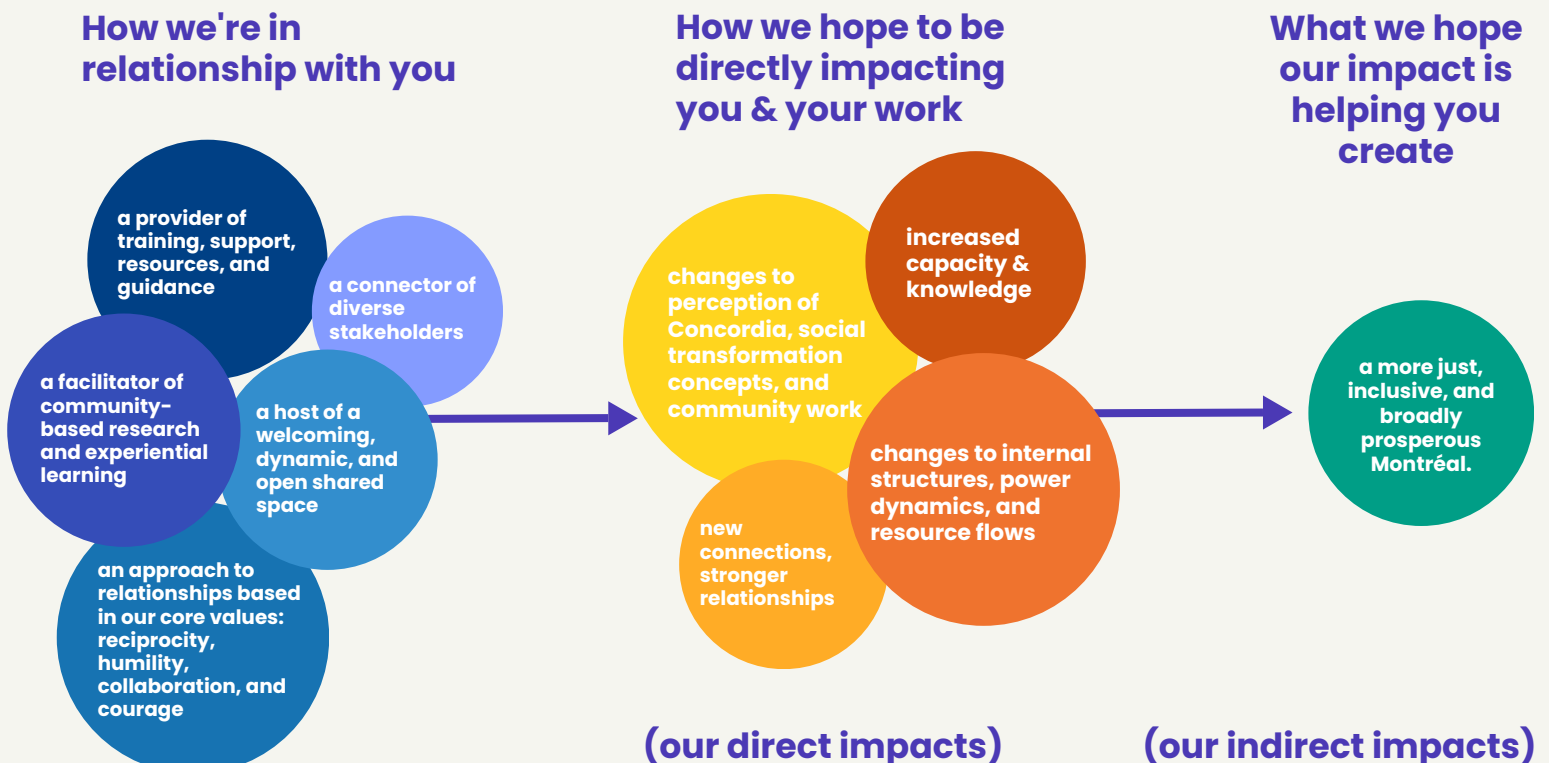 How we're in
relationship with you
a provider of
training, support,
resources, and
guidance
a connector of
diverse
stakeholders
a facilitator of
community-
based research
and experiential
learning
a host of a
welcoming,
dynamic, and
open shared
space
an approach to
relationships based
in our core values:
reciprocity,
humility,
collaboration, and
courage
How we hope to be
directly impacting
you & your work
changes to
perception of
Concordia, social
transformation
concepts, and
community work
increased
capacity &
knowledge
changes to internal
structures, power
dynamics, and
resource flows
new
connections,
stronger
relationships
(our direct impacts)
What we hope
our impact is
helping you
create
a more just,
inclusive, and
broadly
prosperous
Montréal.
(our indirect impacts)